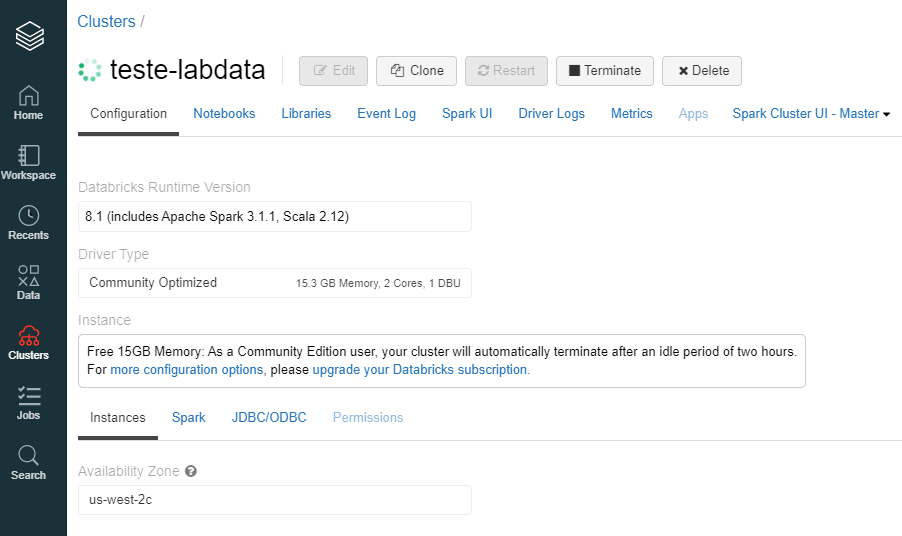 Clusters /
teste-labdata
Edit
Clone
Restart
Terminate
Delete
Home
Workspace
Recents
Data
Clusters
Jobs
Search
Configuration
Notebooks
Libraries
Event Log
Spark UI
Driver Logs
Metrics
Apps
Spark Cluster UI - Master
Databricks Runtime Version
8.1 (includes Apache Spark 3.1.1, Scala 2.12)
Driver Type
Community Optimized 15.3 GB Memory, 2 Cores, 1 DBU
Instance
Free 15GB Memory: As a Community Edition user, your cluster will automatically terminate after an idle period of two hours.
For more configuration options, please upgrade your Databricks subscription.
Instances
Spark
JDBC/ODBC
Permissions
Availability Zone ?
us-west-2c